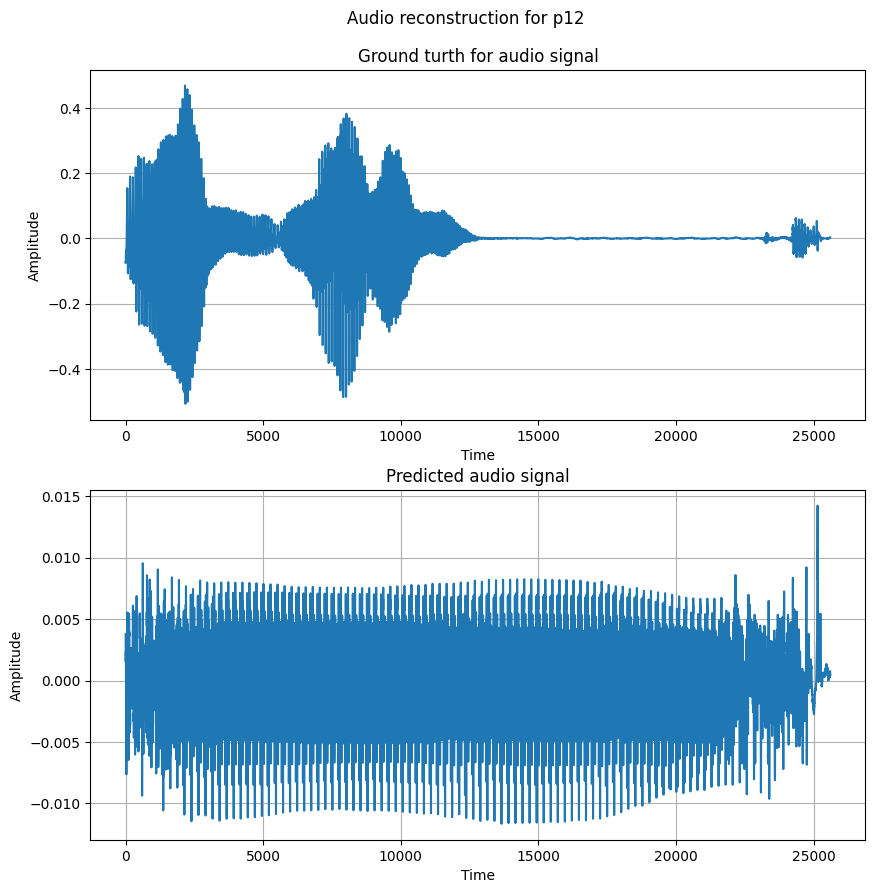 Audio reconstruction for p12
Ground turth for audio signal
0.4
0.2
0.0
−0.2
−0.4
Amplitude
0 5000 10000 15000 20000 25000
Time
Predicted audio signal
0.015
0.010
0.005
0.000
−0.005
−0.010
Amplitude
0 5000 10000 15000 20000 25000
Time